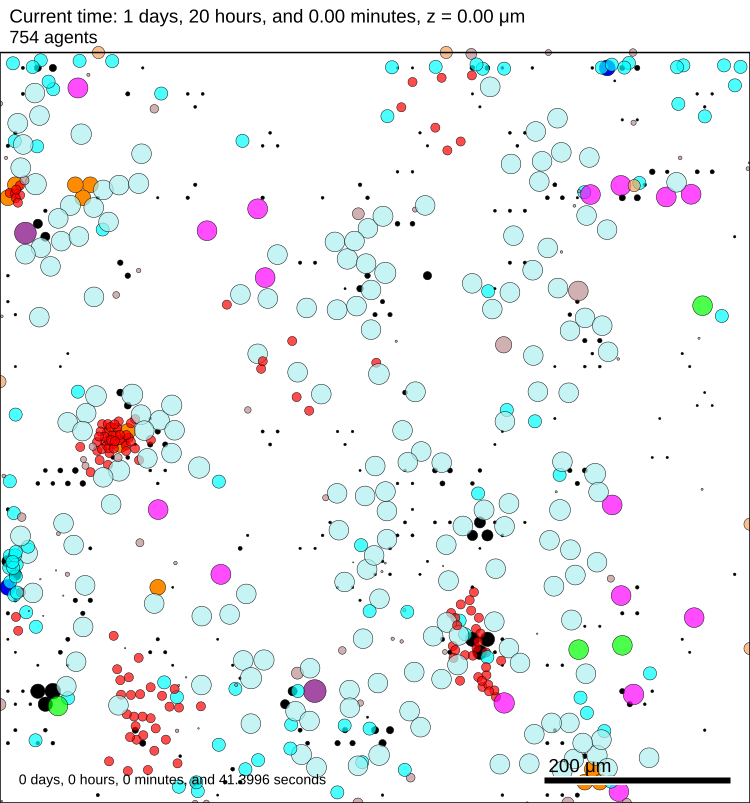 Current time: 1 days, 20 hours, and 0.00 minutes, z = 0.00 μm
754 agents
200 μm
0 days, 0 hours, 0 minutes, and 41.3996 seconds